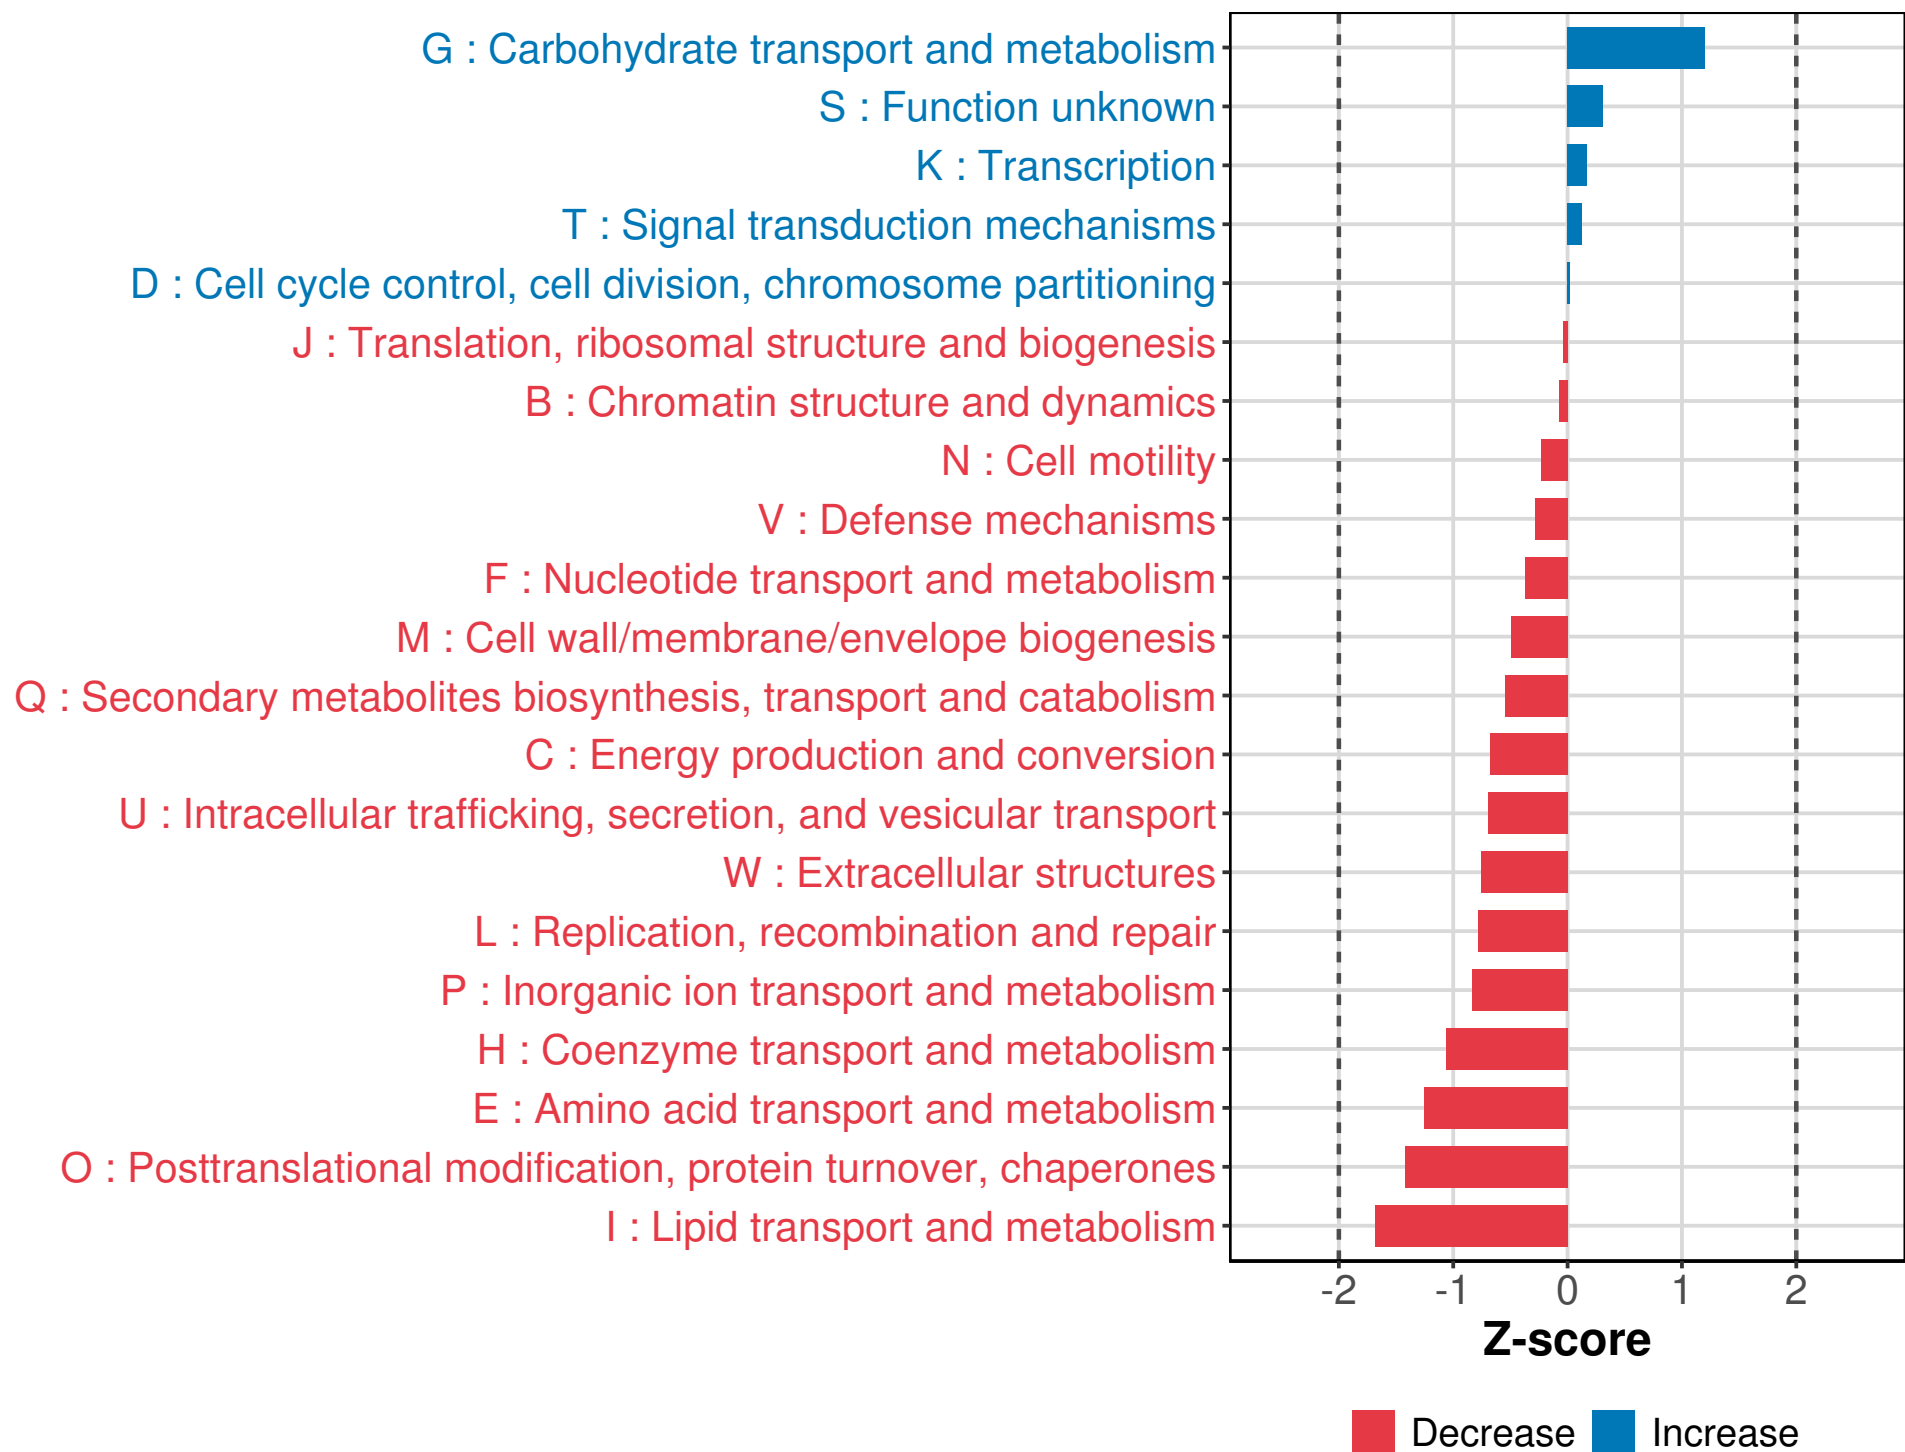 G : Carbohydrate transport and metabolism
S : Function unknown
K : Transcription
T : Signal transduction mechanisms
D : Cell cycle control, cell division, chromosome partitioning
J : Translation, ribosomal structure and biogenesis
B : Chromatin structure and dynamics
N : Cell motility
V : Defense mechanisms
F : Nucleotide transport and metabolism
M : Cell wall/membrane/envelope biogenesis
Q : Secondary metabolites biosynthesis, transport and catabolism
C : Energy production and conversion
U : Intracellular trafficking, secretion, and vesicular transport
W : Extracellular structures
L : Replication, recombination and repair
P : Inorganic ion transport and metabolism
H : Coenzyme transport and metabolism
E : Amino acid transport and metabolism
O : Posttranslational modification, protein turnover, chaperones
I : Lipid transport and metabolism
-2 -1 0 1 2
Z-score
Decrease Increase